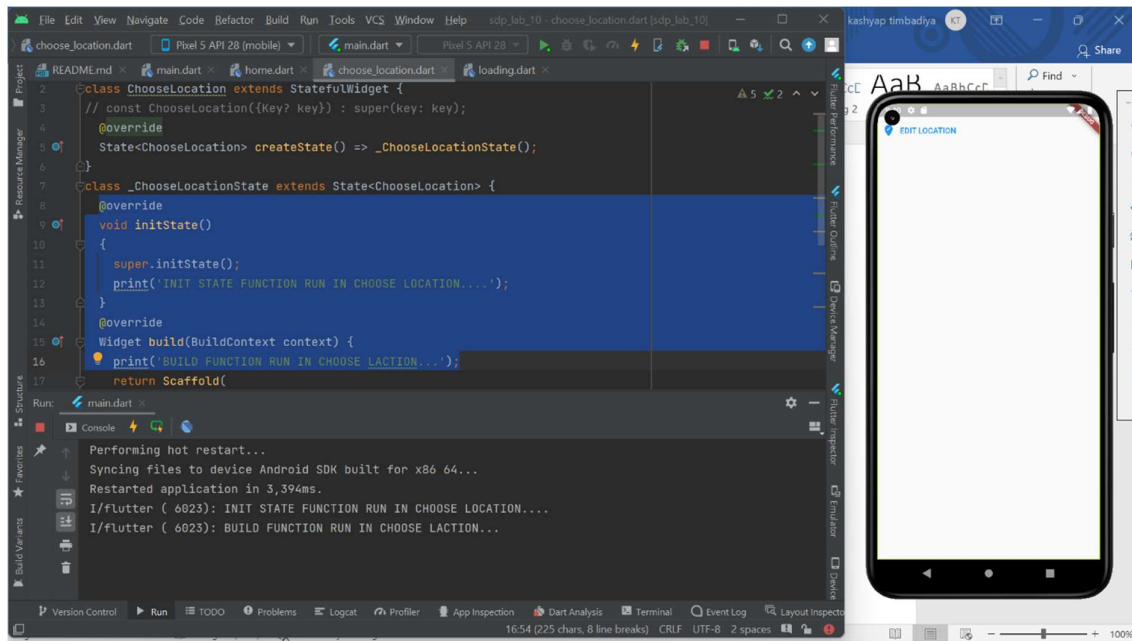 File Edit View Navigate Code Refactor Build Run Tools VCS Window Help sdp_lab_10 - choose_location.dart [sdp_lab_10]
kashyap timbadiya KT
choose_location.dart Pixel 5 API 28 (mobile) main.dart Pixel 5 API 28
Share
README.md main.dart home.dart choose_location.dart loading.dart
Find
AaB AaBbCcD
Project
Resource Manager
Structure
Favorites
Build Variants
2 class ChooseLocation extends StatefulWidget {
5 2
3 // const ChooseLocation({Key? key}) : super(key: key);
4 @override
5 State<ChooseLocation> createState() => _ChooseLocationState();
6 }
7 class _ChooseLocationState extends State<ChooseLocation> {
8 @override
9 void initState()
10 {
11 super.initState();
12 print('INIT STATE FUNCTION RUN IN CHOOSE LOCATION....');
13 }
14 @override
15 Widget build(BuildContext context) {
16 print('BUILD FUNCTION RUN IN CHOOSE LACTION...');
17 return Scaffold(
Flutter Performance
Flutter Outline
Device Manager
Flutter Inspector
Emulator
Device
EDIT LOCATION
Run: main.dart
Console
Performing hot restart...
Syncing files to device Android SDK built for x86 64...
Restarted application in 3,394ms.
I/flutter ( 6023): INIT STATE FUNCTION RUN IN CHOOSE LOCATION....
I/flutter ( 6023): BUILD FUNCTION RUN IN CHOOSE LACTION...
Version Control Run TODO Problems Logcat Profiler App Inspection Dart Analysis Terminal Event Log Layout Inspecto
16:54 (225 chars, 8 line breaks) CRLF UTF-8 2 spaces
100%